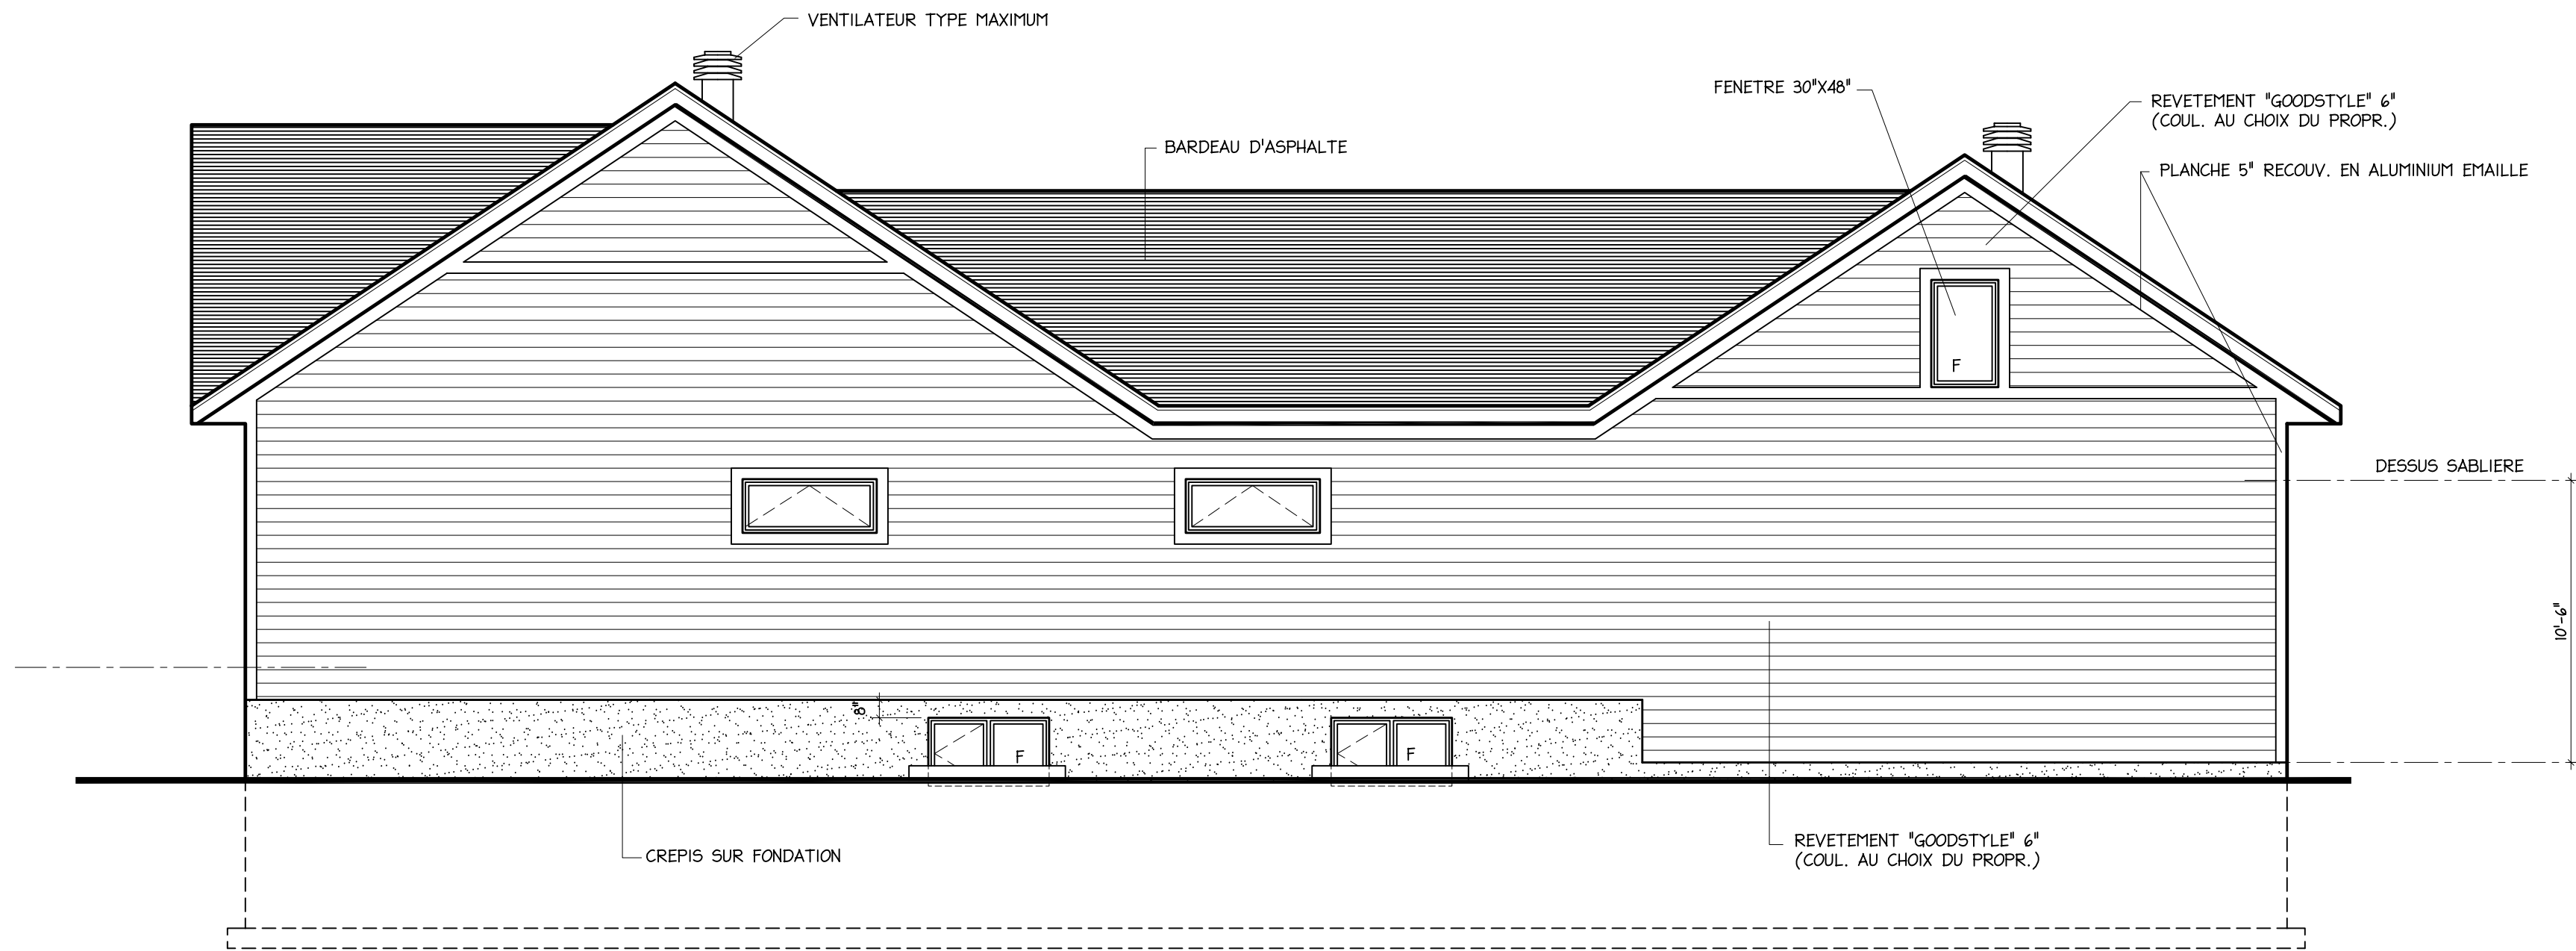 VENTILATEUR TYPE MAXIMUM
FENETRE 30"X48"
REVETEMENT "GOODSTYLE" 6"
(COUL. AU CHOIX DU PROPR.)
BARDEAU D'ASPHALTE
PLANCHE 5" RECOUV. EN ALUMINIUM EMAILLE
F
DESSUS SABLIERE
10'-6"
8"
F
F
REVETEMENT "GOODSTYLE" 6"
(COUL. AU CHOIX DU PROPR.)
CREPIS SUR FONDATION